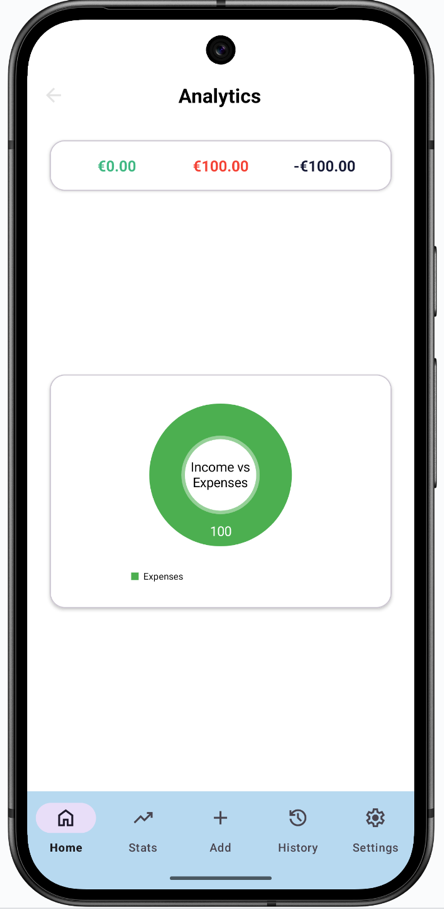 Analytics
€0.00 €100.00 -€100.00
Income vs
Expenses
100
Expenses
Home Stats Add History Settings